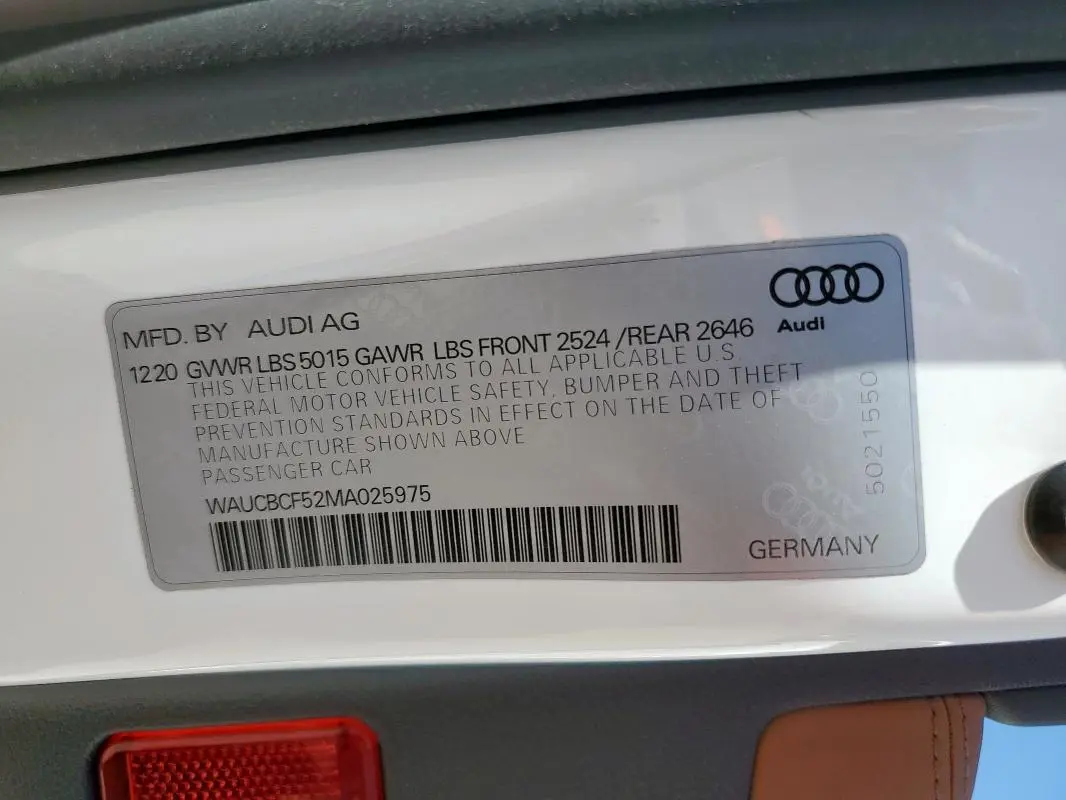 MFD. BY AUDI AG
Audi
1220 GVWR LBS 5015 GAWR LBS FRONT 2524 /REAR 2646
THIS VEHICLE CONFORMS TO ALL APPLICABLE U.S.
FEDERAL MOTOR VEHICLE SAFETY, BUMPER AND THEFT
PREVENTION STANDARDS IN EFFECT ON THE DATE OF
MANUFACTURE SHOWN ABOVE
PASSENGER CAR
WAUCBCF52MA025975
5021550
GERMANY